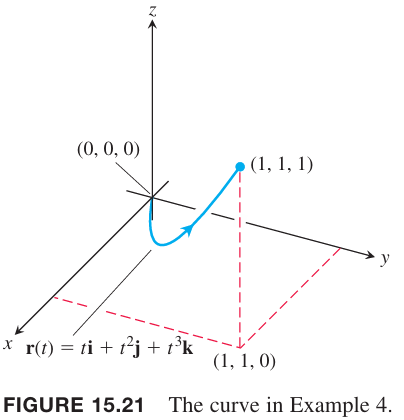 z
(0, 0, 0)
(1, 1, 1)
y
x
r(t) = ti + t²j + t³k
(1, 1, 0)
FIGURE 15.21 The curve in Example 4.